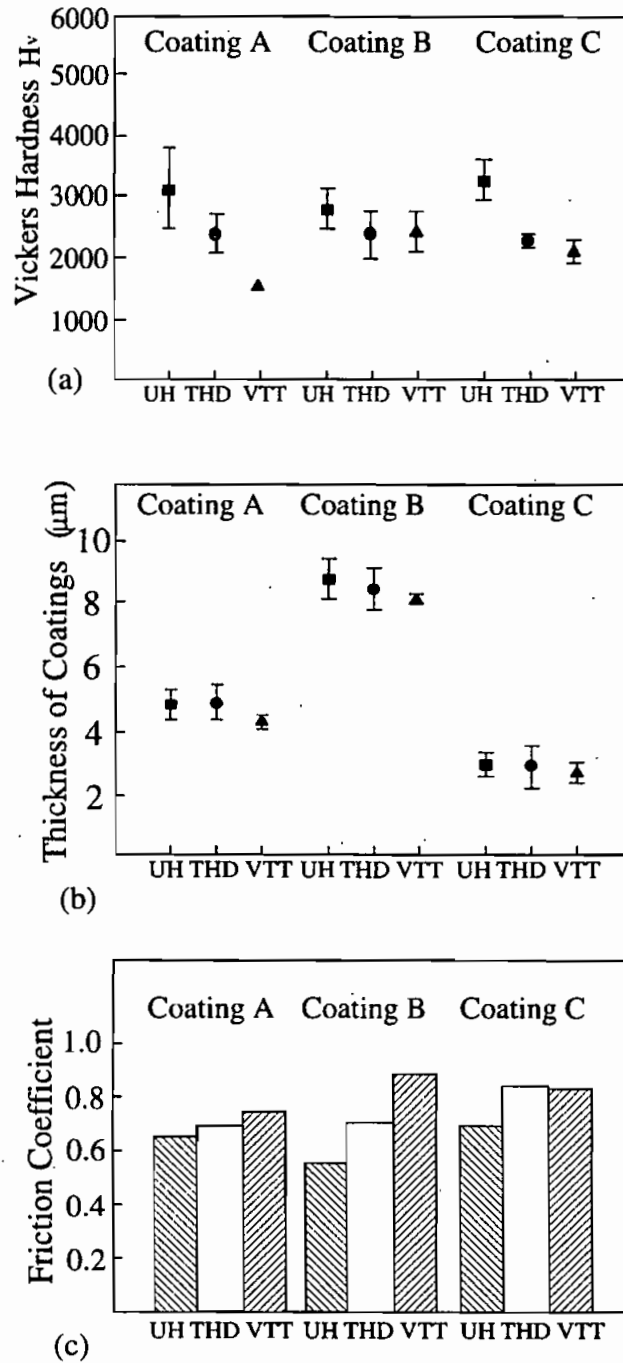 6000
Coating A Coating B Coating C
5000
4000
3000
2000
1000
Vickers Hardness Hv
(a)
UH THD VTT UH THD VTT UH THD VTT
Coating A Coating B Coating C
10
8
6
4
2
Thickness of Coatings (μm)
(b)
UH THD VTT UH THD VTT UH THD VTT
Coating A Coating B Coating C
1.0
0.8
0.6
0.4
0.2
Friction Coefficient
(c)
UH THD VTT UH THD VTT UH THD VTT